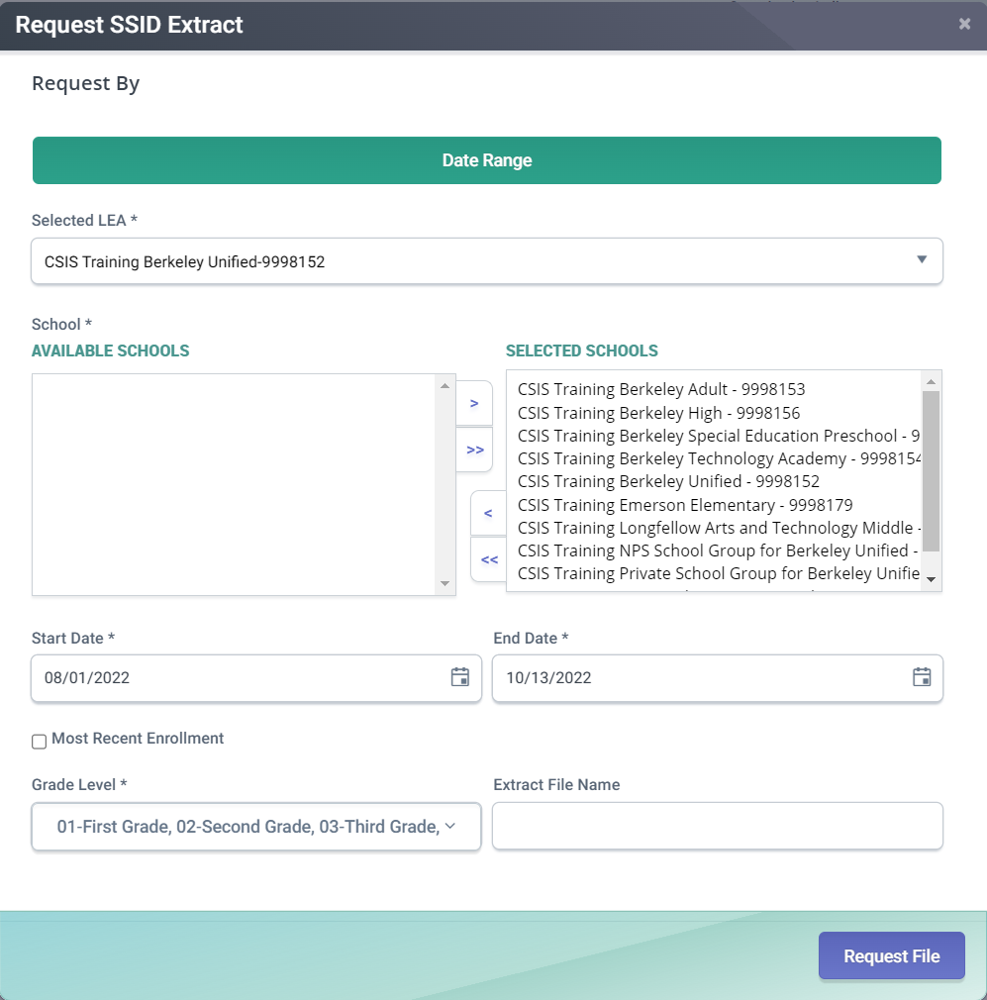 Request SSID Extract
×
Request By
Date Range
Selected LEA *
CSIS Training Berkeley Unified-9998152
School *
AVAILABLE SCHOOLS
SELECTED SCHOOLS
>
>>
<
<<
CSIS Training Berkeley Adult - 9998153
CSIS Training Berkeley High - 9998156
CSIS Training Berkeley Special Education Preschool - 9
CSIS Training Berkeley Technology Academy - 9998154
CSIS Training Berkeley Unified - 9998152
CSIS Training Emerson Elementary - 9998179
CSIS Training Longfellow Arts and Technology Middle -
CSIS Training NPS School Group for Berkeley Unified -
CSIS Training Private School Group for Berkeley Unifie
Start Date *
End Date *
08/01/2022
10/13/2022
Most Recent Enrollment
Grade Level *
Extract File Name
01-First Grade, 02-Second Grade, 03-Third Grade,
Request File